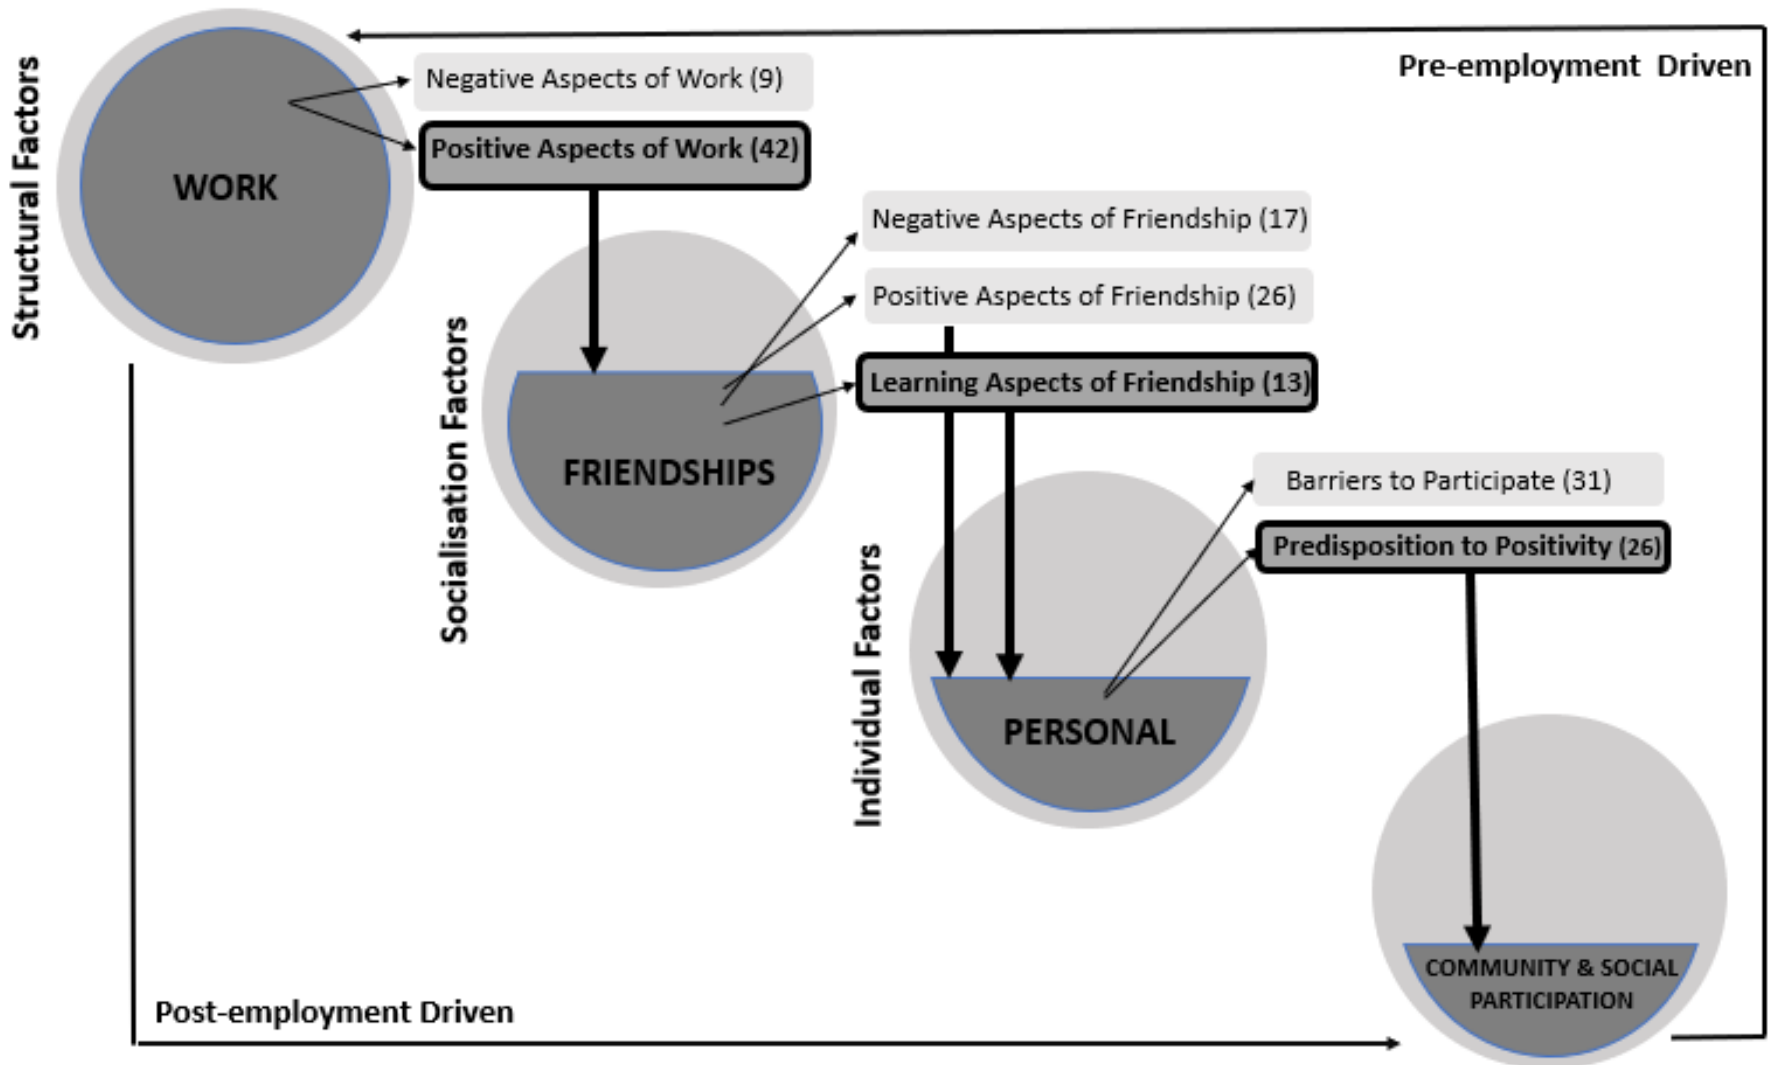 Structural Factors
WORK
Negative Aspects of Work (9)
Positive Aspects of Work (42)
Pre-employment Driven
Socialisation Factors
FRIENDSHIPS
Negative Aspects of Friendship (17)
Positive Aspects of Friendship (26)
Learning Aspects of Friendship (13)
Individual Factors
PERSONAL
Barriers to Participate (31)
Predisposition to Positivity (26)
COMMUNITY & SOCIAL
PARTICIPATION
Post-employment Driven